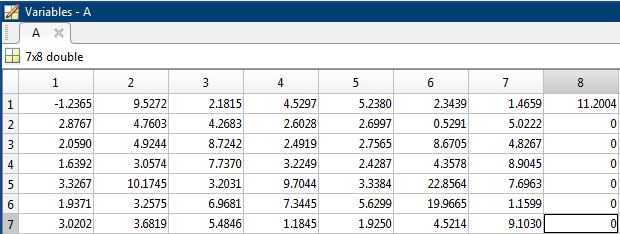 Variables - A
A
7x8 double
1 2 3 4 5 6 7 8
1 -1.2365 9.5272 2.1815 4.5297 5.2380 2.3439 1.4659 11.2004
2 2.8767 4.7603 4.2683 2.6028 2.6997 0.5291 5.0222 0
3 2.0590 4.9244 8.7242 2.4919 2.7565 8.6705 4.8267 0
4 1.6392 3.0574 7.7370 3.2249 2.4287 4.3578 8.9045 0
5 3.3267 10.1745 3.2031 9.7044 3.3384 22.8564 7.6963 0
6 1.9371 3.2575 6.9681 7.3445 5.6299 19.9665 1.1599 0
7 3.0202 3.6819 5.4846 1.1845 1.9250 4.5214 9.1030 0